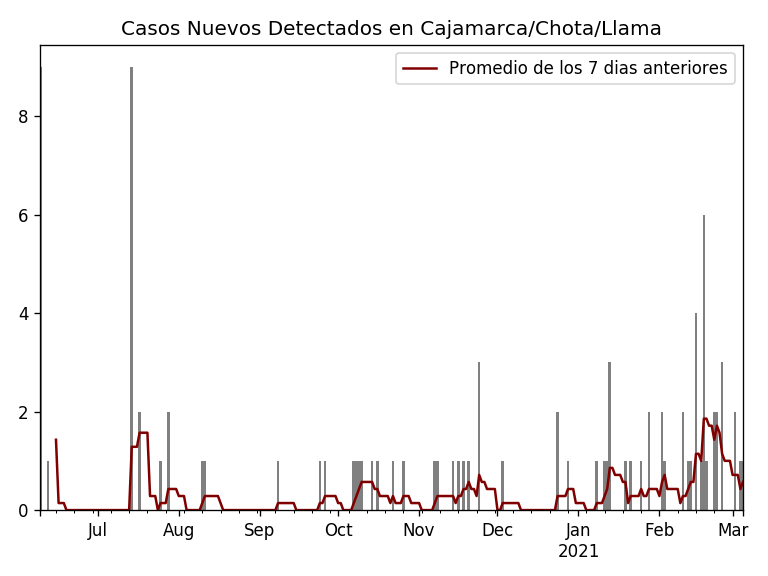 Casos Nuevos Detectados en Cajamarca/Chota/Llama
Promedio de los 7 dias anteriores
8
6
4
2
0
Jul Aug Sep Oct Nov Dec Jan Feb Mar
2021